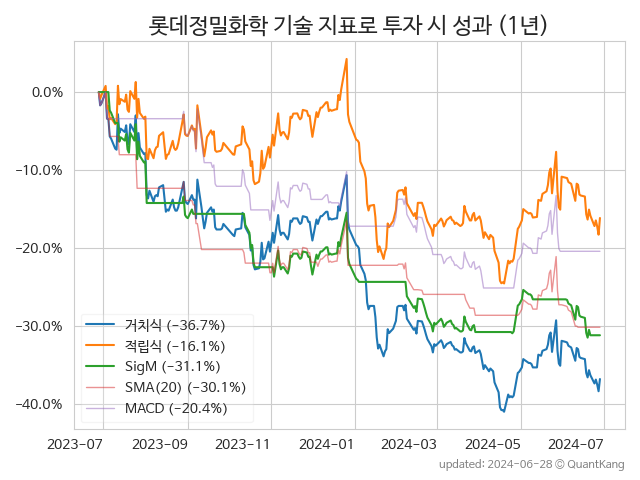 롯데정밀화학 기술 지표로 투자 시 성과 (1년)
0.0%
−10.0%
−20.0%
−30.0%
−40.0%
거치식 (−36.7%)
적립식 (−16.1%)
SigM (−31.1%)
SMA(20) (−30.1%)
MACD (−20.4%)
2023-07 2023-09 2023-11 2024-01 2024-03 2024-05 2024-07
updated: 2024-06-28 © QuantKang